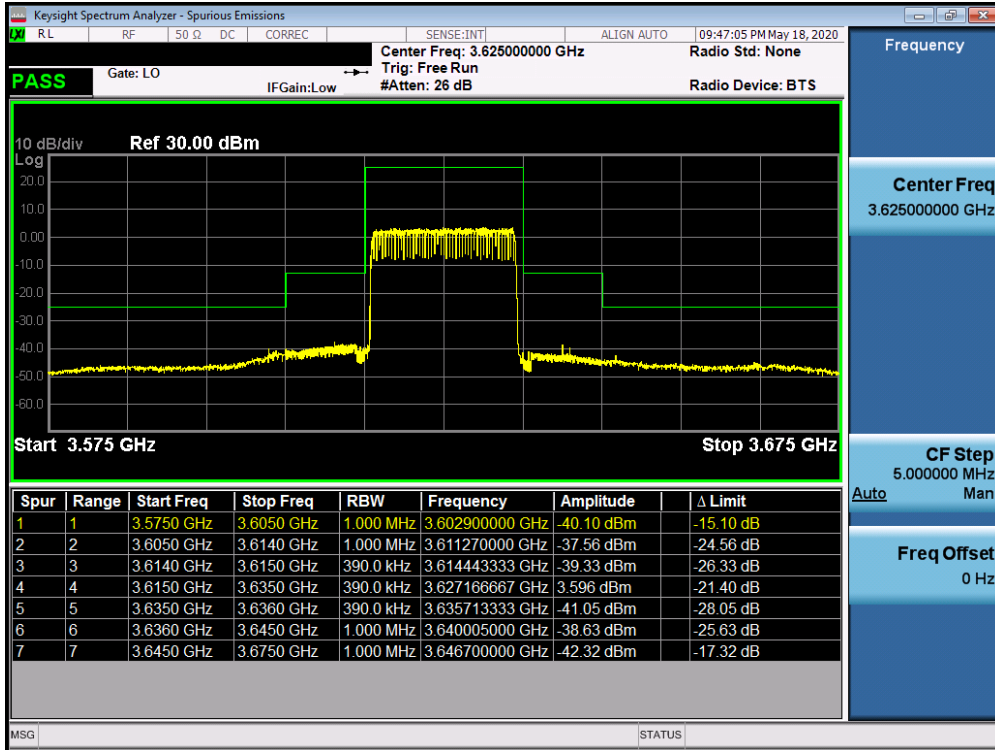 Keysight Spectrum Analyzer - Spurious Emissions
LXI RL RF 50 Ω DC CORREC SENSE:INT ALIGN AUTO 09:47:05 PM May 18, 2020
Center Freq: 3.625000000 GHz Radio Std: None
Gate: LO Trig: Free Run
PASS IFGain:Low #Atten: 26 dB Radio Device: BTS
Frequency
10 dB/div Ref 30.00 dBm
Log
20.0
10.0
0.00
-10.0
-20.0
-30.0
-40.0
-50.0
-60.0
Start 3.575 GHz Stop 3.675 GHz
Center Freq
3.625000000 GHz
CF Step
5.000000 MHz
Auto Man
Freq Offset
0 Hz
Spur Range Start Freq Stop Freq RBW Frequency Amplitude Δ Limit
1 1 3.5750 GHz 3.6050 GHz 1.000 MHz 3.602900000 GHz -40.10 dBm -15.10 dB
2 2 3.6050 GHz 3.6140 GHz 1.000 MHz 3.611270000 GHz -37.56 dBm -24.56 dB
3 3 3.6140 GHz 3.6150 GHz 390.0 kHz 3.614443333 GHz -39.33 dBm -26.33 dB
4 4 3.6150 GHz 3.6350 GHz 390.0 kHz 3.627166667 GHz 3.596 dBm -21.40 dB
5 5 3.6350 GHz 3.6360 GHz 390.0 kHz 3.635713333 GHz -41.05 dBm -28.05 dB
6 6 3.6360 GHz 3.6450 GHz 1.000 MHz 3.640005000 GHz -38.63 dBm -25.63 dB
7 7 3.6450 GHz 3.6750 GHz 1.000 MHz 3.646700000 GHz -42.32 dBm -17.32 dB
MSG STATUS